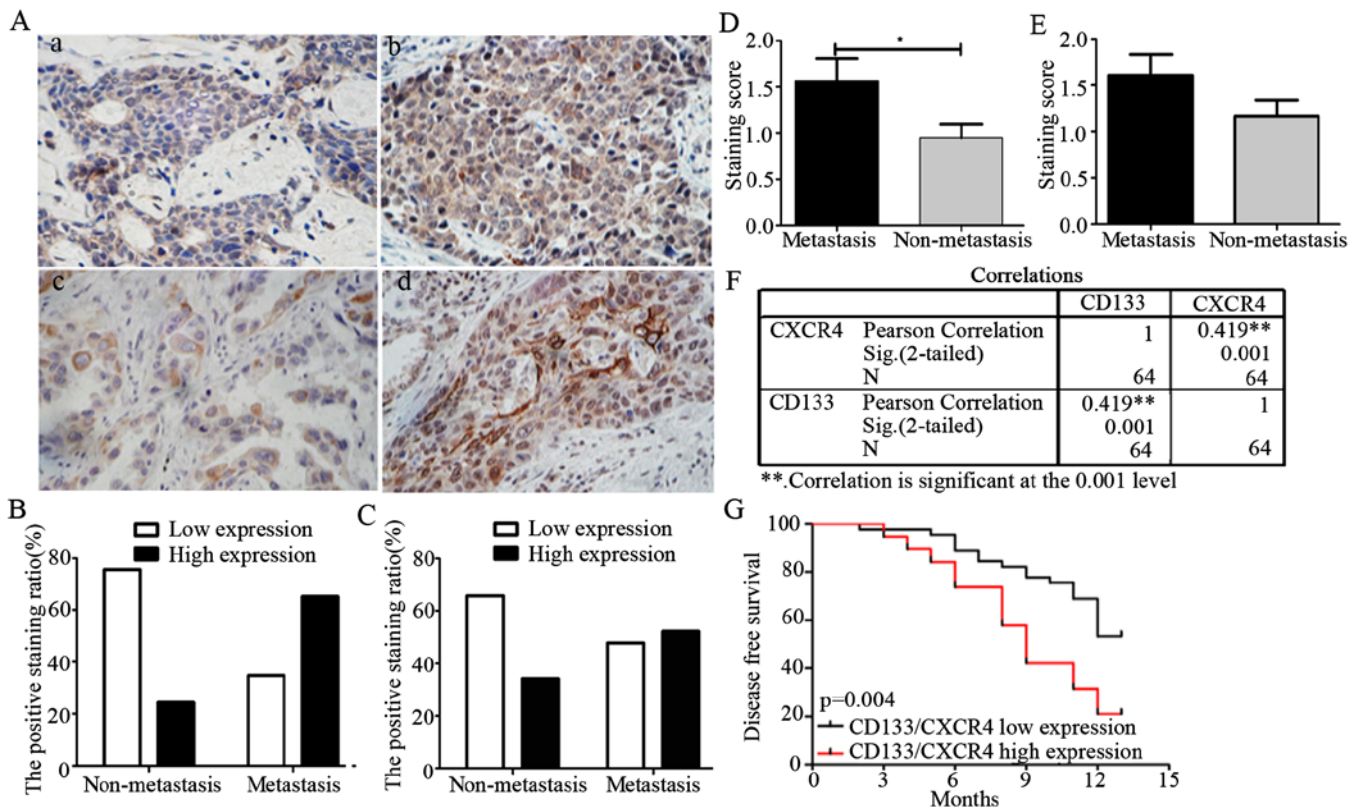 A
a
b
c
d
B
Low expression
High expression
The positive staining ratio(%)
80
60
40
20
0
Non-metastasis
Metastasis
C
Low expression
High expression
The positive staining ratio(%)
80
60
40
20
0
Non-metastasis
Metastasis
D
Staining score
2.0
1.5
1.0
0.5
0.0
*
Metastasis
Non-metastasis
E
Staining score
2.0
1.5
1.0
0.5
0.0
Metastasis
Non-metastasis
F
Correlations
CD133 CXCR4
CXCR4 Pearson Correlation 1 0.419**
Sig.(2-tailed) 0.001
N 64 64
CD133 Pearson Correlation 0.419** 1
Sig.(2-tailed) 0.001
N 64 64
**.Correlation is significant at the 0.001 level
G
Disease free survival
100
80
60
40
20
0
p=0.004
CD133/CXCR4 low expression
CD133/CXCR4 high expression
0 3 6 9 12 15
Months